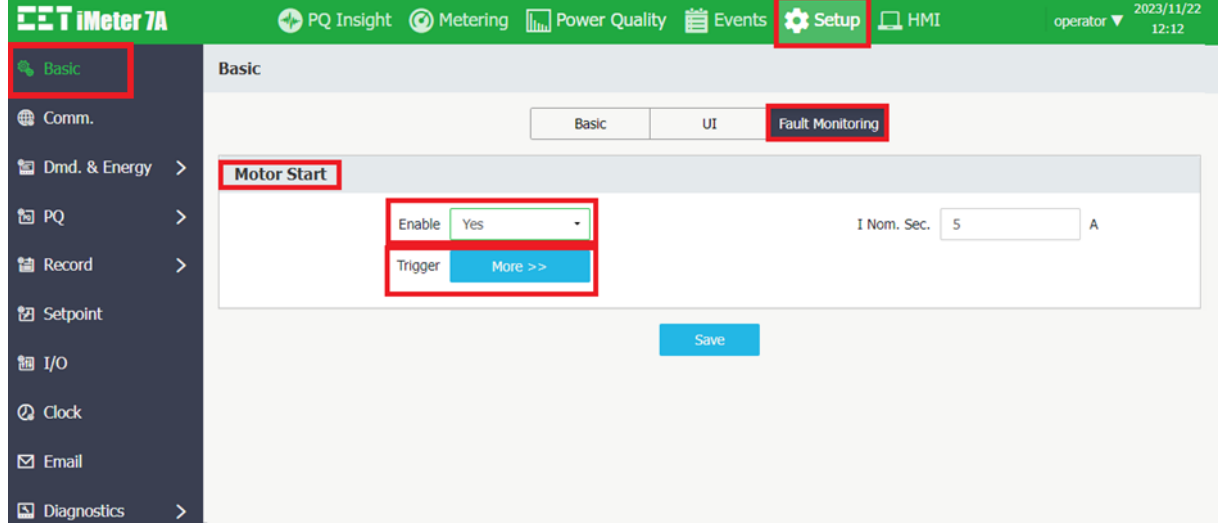 CET iMeter 7A
PQ Insight Metering Power Quality Events Setup HMI operator ▼ 2023/11/22
12:12
Basic
Comm.
Dmd. & Energy >
PQ >
Record >
Setpoint
I/O
Clock
Email
Diagnostics >
Basic
Basic UI Fault Monitoring
Motor Start
Enable Yes I Nom. Sec. 5 A
Trigger More >>
Save